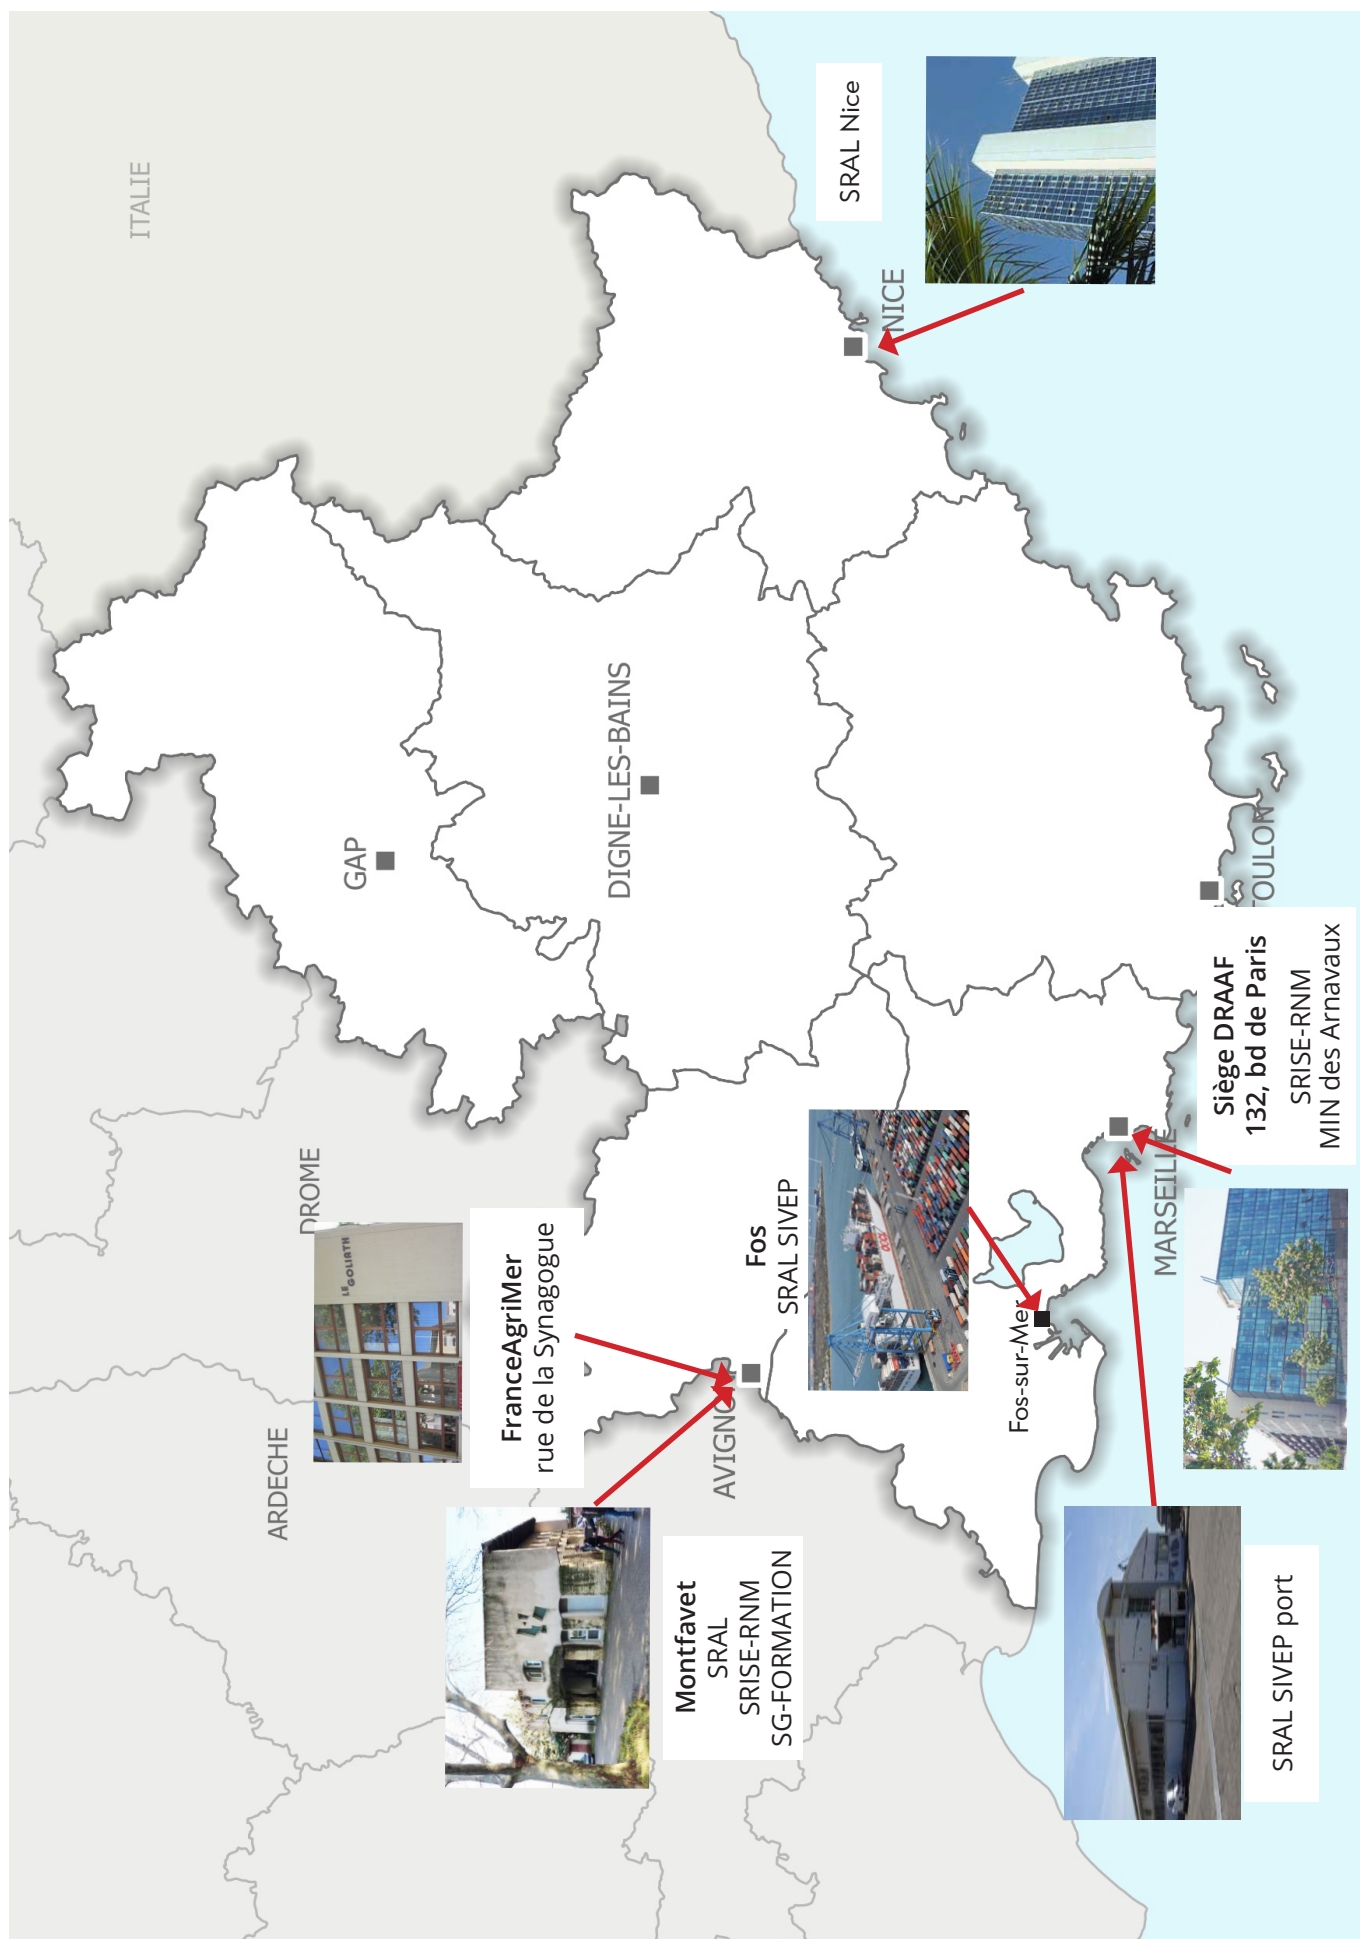 ITALIE
SRAL Nice
NICE
GAP
DIGNE-LES-BAINS
DROME
ARDECHE
LE GOLIATH
FranceAgriMer
rue de la Synagogue
AVIGNO
Montfavet
SRAL
SRISE-RNM
SG-FORMATION
Fos
SRAL SIVEP
Fos-sur-Mer
MARSEILLE
TOULON
Siège DRAAF
132, bd de Paris
SRISE-RNM
MIN des Arnavaux
SRAL SIVEP port